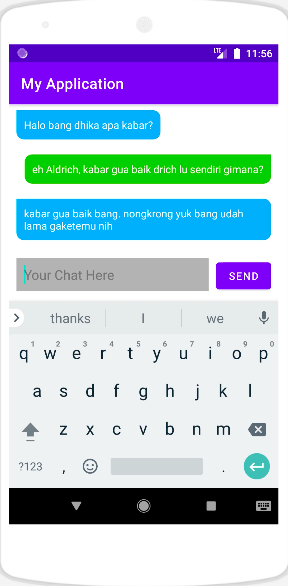 LTE 11:56
My Application
Halo bang dhika apa kabar?
eh Aldrich, kabar gua baik drich lu sendiri gimana?
kabar gua baik bang. nongkrong yuk bang udah
lama gaketemu nih
Your Chat Here
SEND
thanks I we
1 2 3 4 5 6 7 8 9 0
q w e r t y u i o p
a s d f g h j k l
z x c v b n m
?123 , .